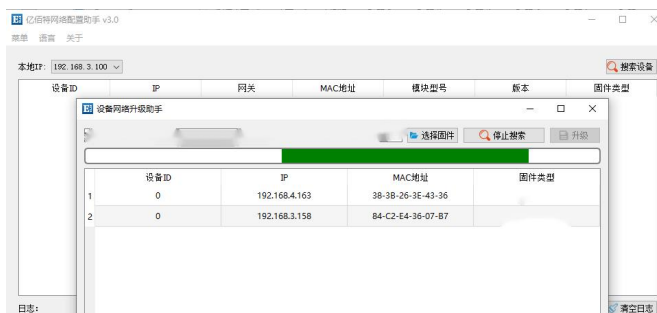 亿佰特网络配置助手 v3.0
菜单 语言 关于
本地IP: 192.168.3.100 搜索设备
设备ID IP 网关 MAC地址 模块型号 版本 固件类型
设备网络升级助手
选择固件 停止搜索 升级
设备ID IP MAC地址 固件类型
1 0 192.168.4.163 38-3B-26-3E-43-36
2 0 192.168.3.158 84-C2-E4-36-07-B7
日志: 清空日志